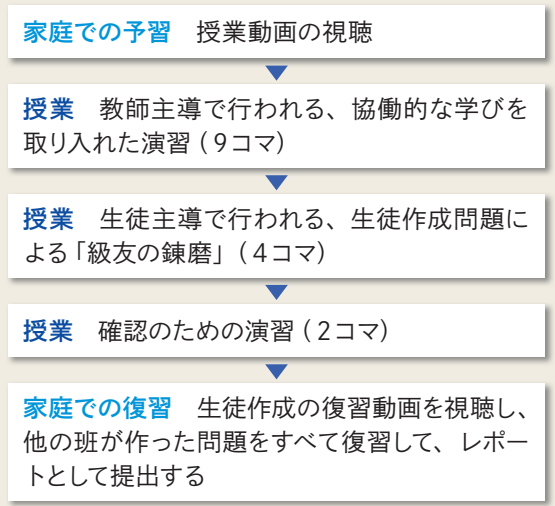 家庭での予習 授業動画の視聴
授業 教師主導で行われる、協働的な学びを
取り入れた演習(9コマ)
授業 生徒主導で行われる、生徒作成問題に
よる「級友の錬磨」(4コマ)
授業 確認のための演習(2コマ)
家庭での復習 生徒作成の復習動画を視聴し、
他の班が作った問題をすべて復習して、レポー
トとして提出する